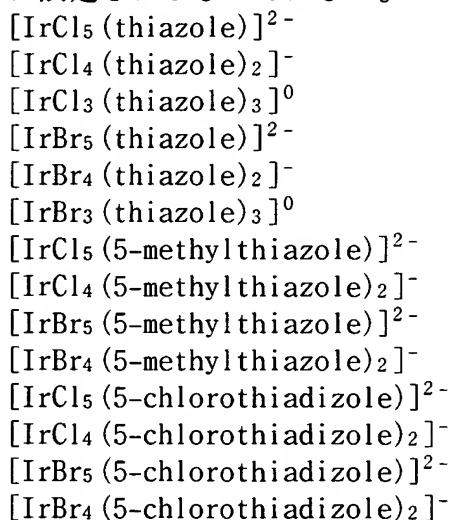 [IrCl₅(thiazole)]²⁻
[IrCl₄(thiazole)₂]⁻
[IrCl₃(thiazole)₃]⁰
[IrBr₅(thiazole)]²⁻
[IrBr₄(thiazole)₂]⁻
[IrBr₃(thiazole)₃]⁰
[IrCl₅(5-methylthiazole)]²⁻
[IrCl₄(5-methylthiazole)₂]⁻
[IrBr₅(5-methylthiazole)]²⁻
[IrBr₄(5-methylthiazole)₂]⁻
[IrCl₅(5-chlorothiadizole)]²⁻
[IrCl₄(5-chlorothiadizole)₂]⁻
[IrBr₅(5-chlorothiadizole)]²⁻
[IrBr₄(5-chlorothiadizole)₂]⁻